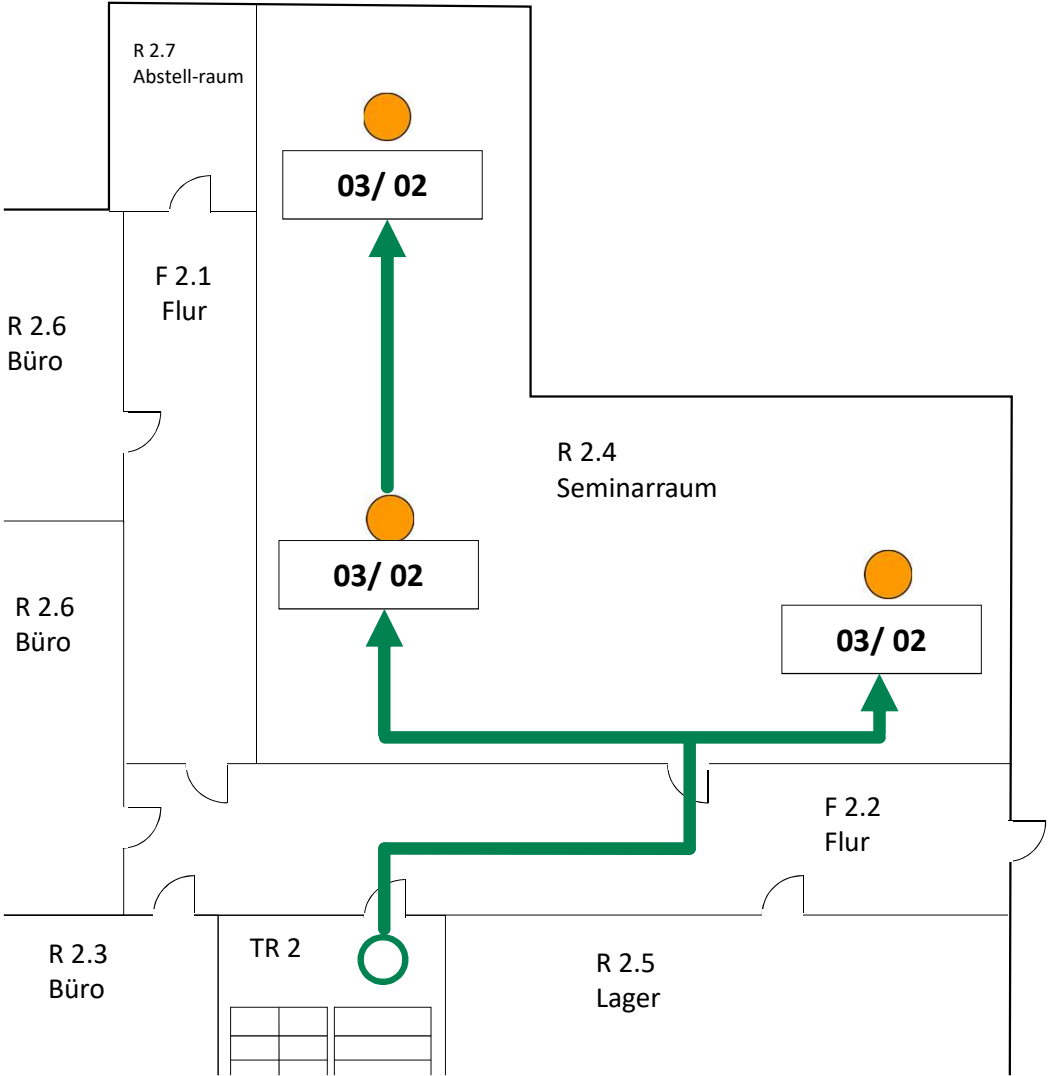 R 2.7
Abstell-raum
03/ 02
F 2.1
Flur
R 2.6
Büro
R 2.4
Seminarraum
03/ 02
R 2.6
Büro
03/ 02
F 2.2
Flur
R 2.3
Büro
TR 2
R 2.5
Lager